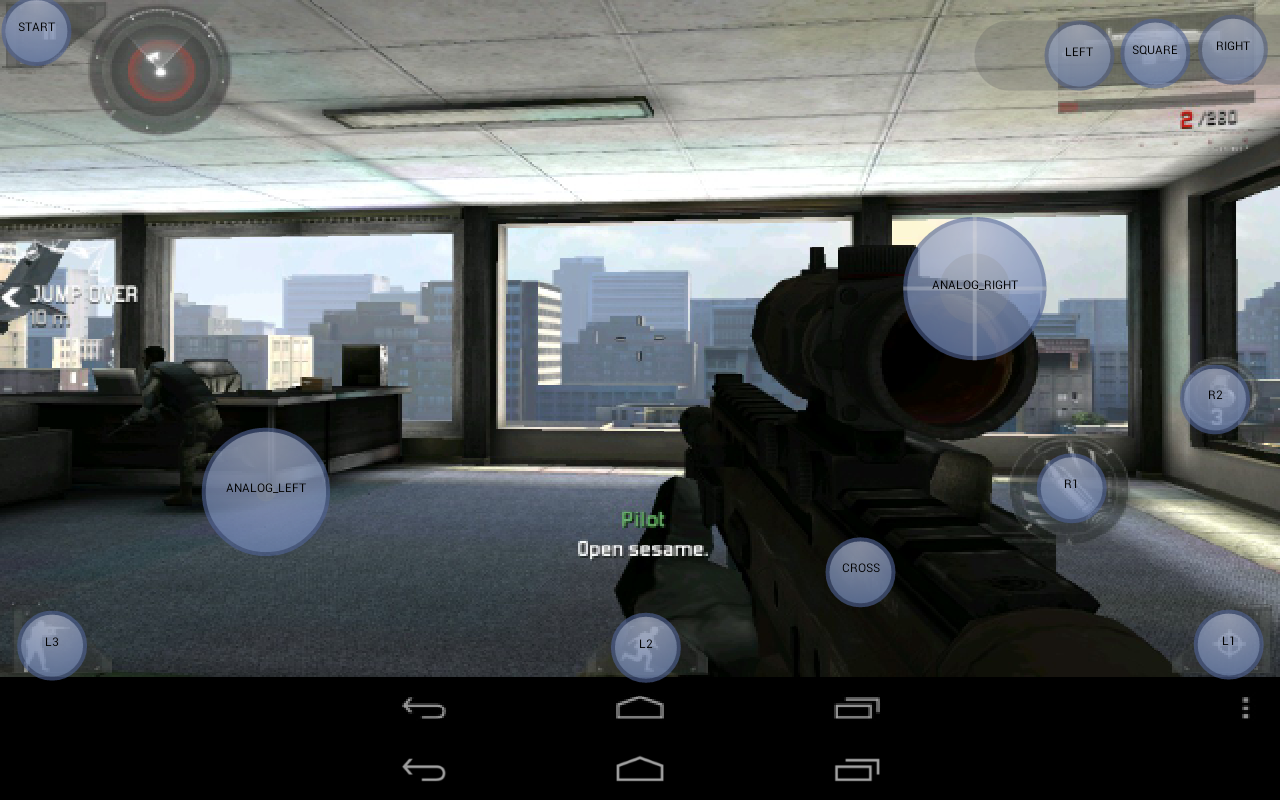 START
LEFT
SQUARE
RIGHT
2 /280
JUMP OVER
10 m
ANALOG_RIGHT
R2
3
ANALOG_LEFT
R1
Pilot
Open sesame.
CROSS
L3
L2
L1